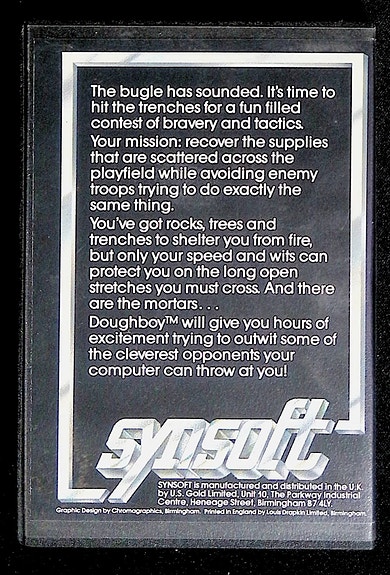 The bugle has sounded. It's time to
hit the trenches for a fun filled
contest of bravery and tactics.
Your mission: recover the supplies
that are scattered across the
playfield while avoiding enemy
troops trying to do exactly the
same thing.
You've got rocks, trees and
trenches to shelter you from fire,
but only your speed and wits can
protect you on the long open
stretches you must cross. And there
are the mortars...
Doughboy™ will give you hours of
excitement trying to outwit some of
the cleverest opponents your
computer can throw at you!
synsoft
SYNSOFT is manufactured and distributed in the U.K.
by U.S. Gold Limited, Unit 10, The Parkway Industrial
Centre, Heneage Street, Birmingham B7 4LY.
Graphic Design by Chromagraphics, Birmingham. Printed in England by Louis Drapkin Limited, Birmingham.